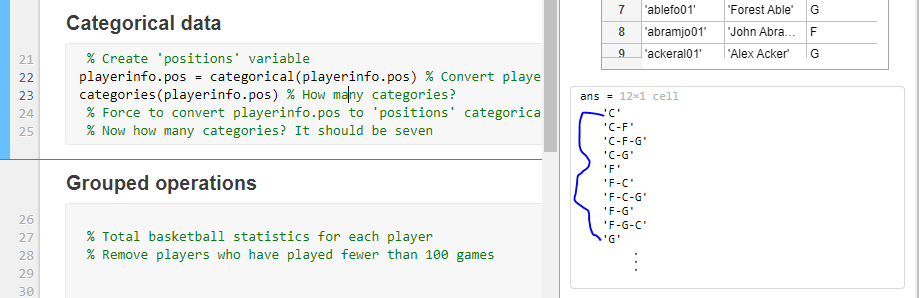 Categorical data
21 % Create 'positions' variable
22 playerinfo.pos = categorical(playerinfo.pos) % Convert playe
23 categories(playerinfo.pos) % How many categories?
24 % Force to convert playerinfo.pos to 'positions' categorica
25 % Now how many categories? It should be seven
Grouped operations
26
27 % Total basketball statistics for each player
28 % Remove players who have played fewer than 100 games
29
30
7 'ablefo01' 'Forest Able' G
8 'abramjo01' 'John Abra... F
9 'ackeral01' 'Alex Acker' G
ans = 12×1 cell
'C'
'C-F'
'C-F-G'
'C-G'
'F'
'F-C'
'F-C-G'
'F-G'
'F-G-C'
'G'
⋮